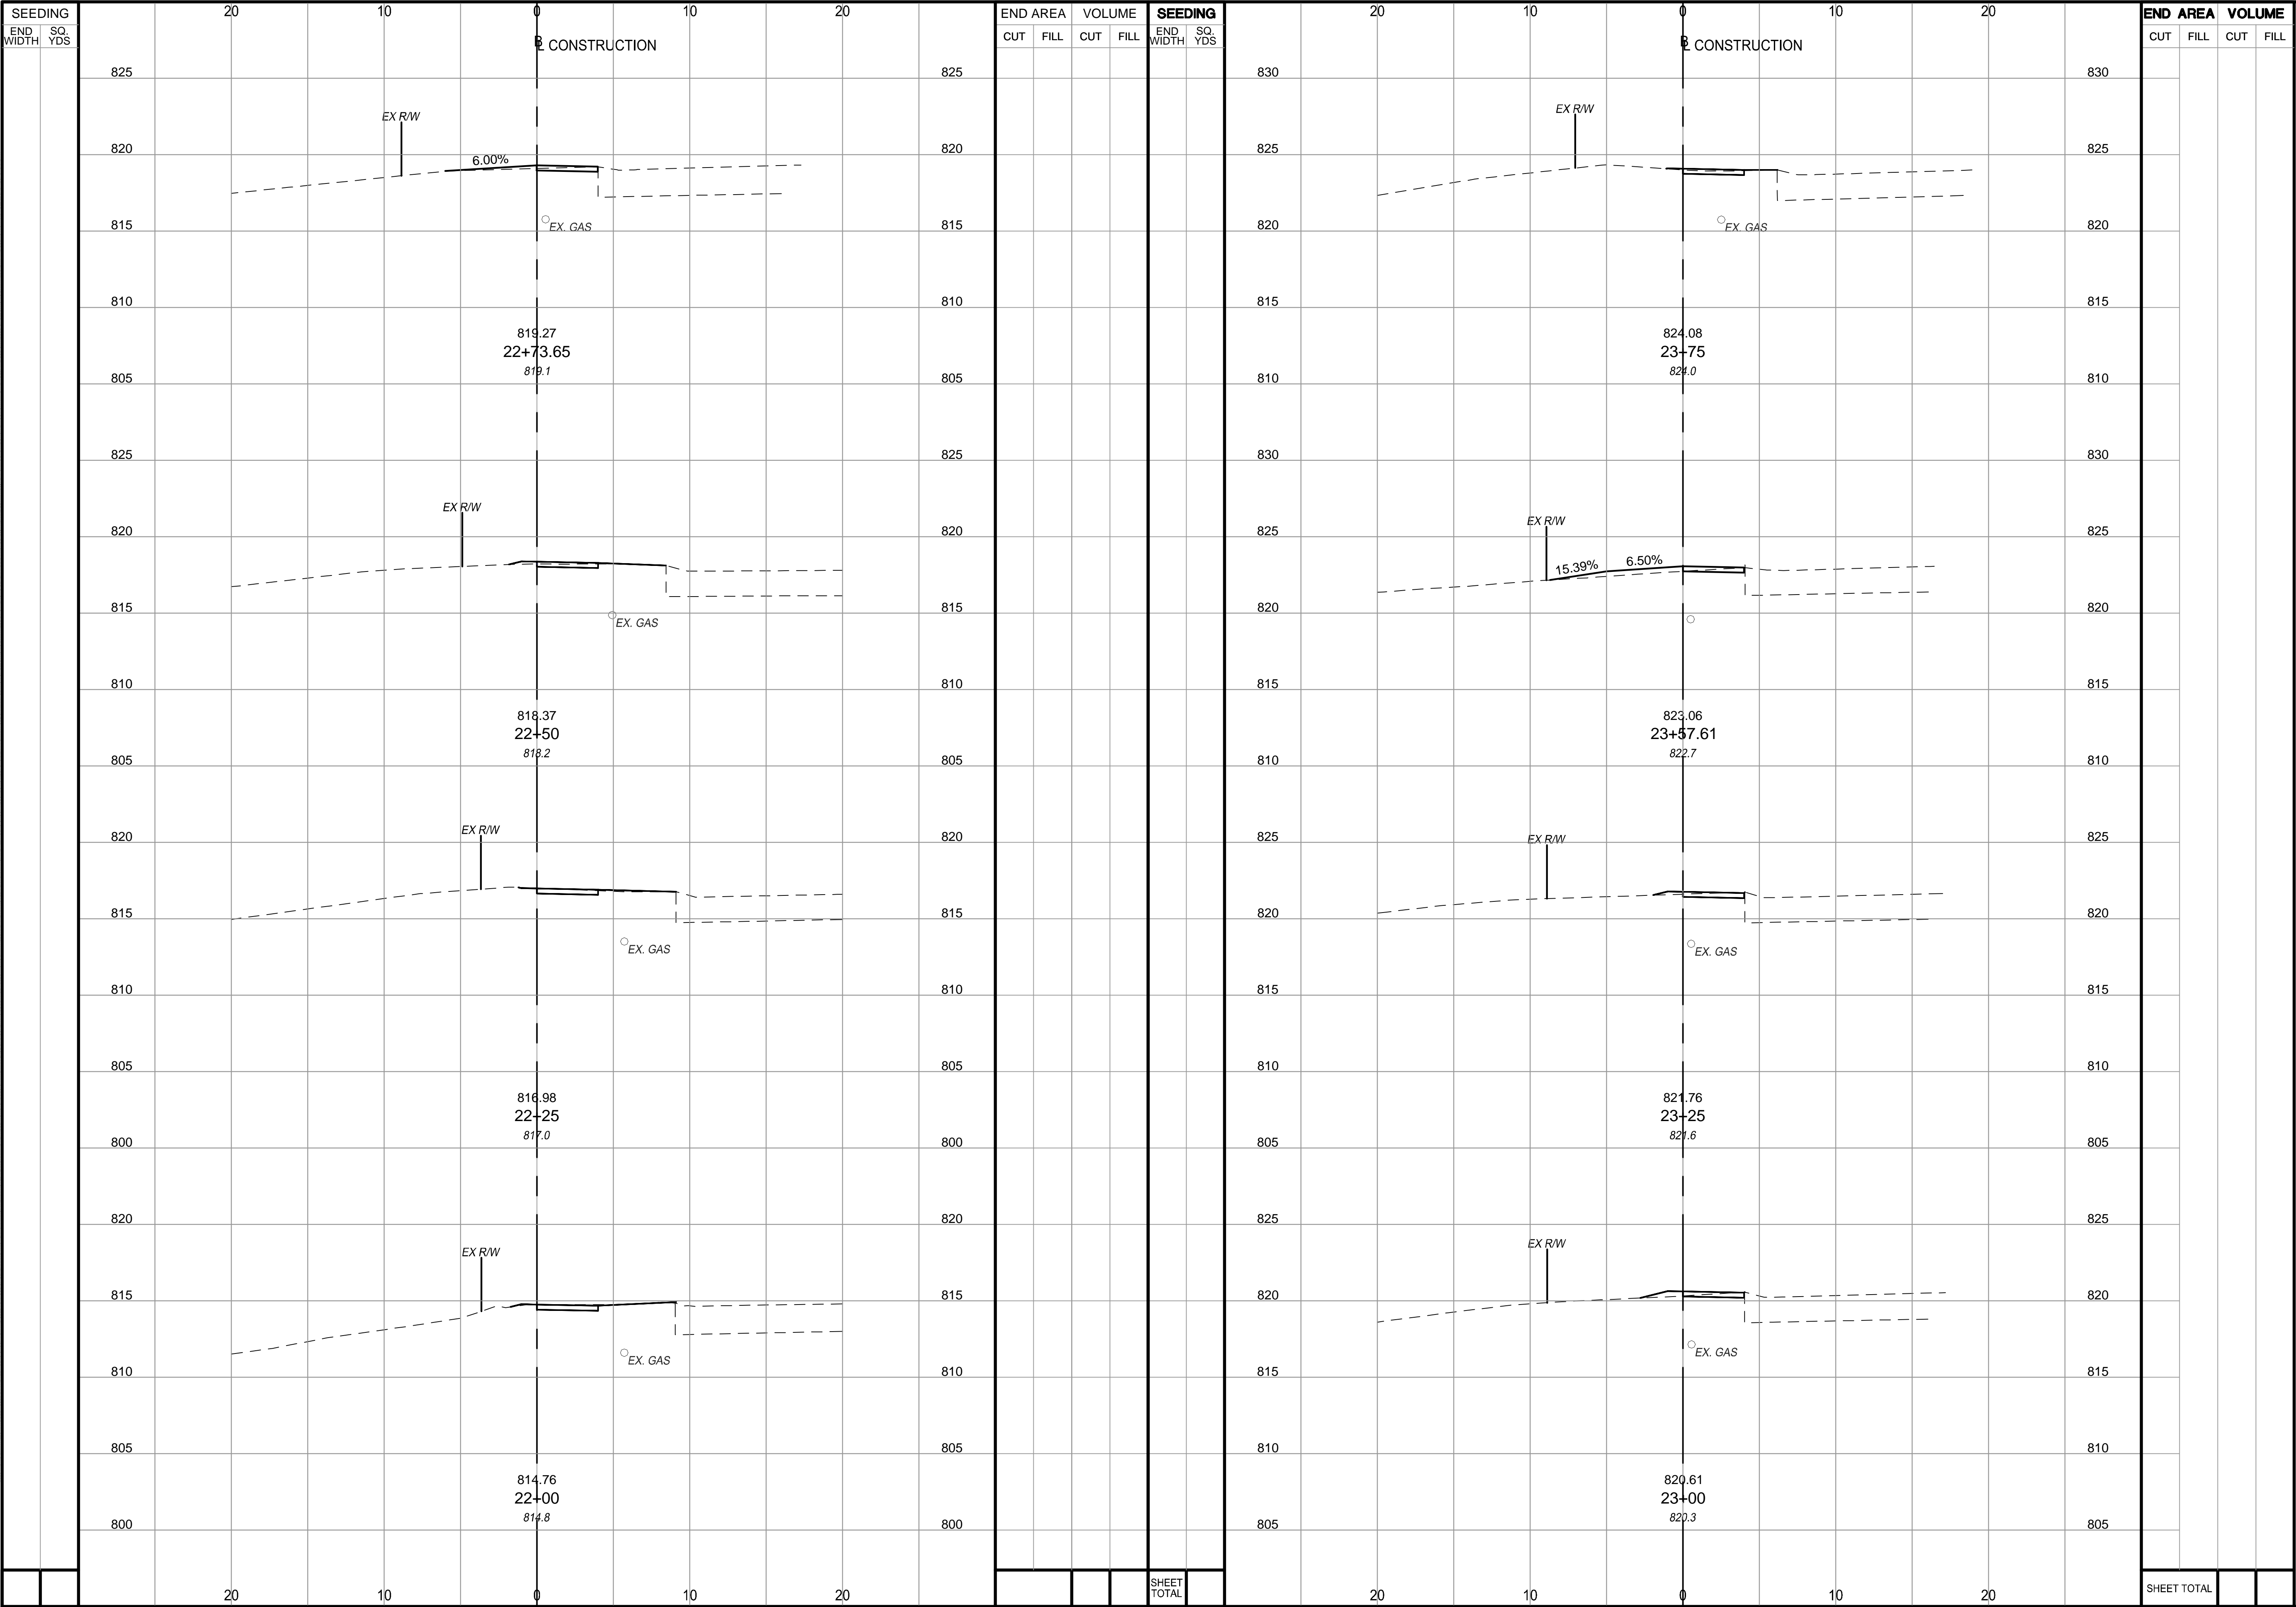 SEEDING
END WIDTH
SQ. YDS
20 10 0 10 20
BL CONSTRUCTION
END AREA VOLUME
CUT FILL CUT FILL
825 825
EX R/W
820 6.00% 820
815 EX. GAS 815
810 810
819.27
22+73.65
819.1
805 805
825 825
EX R/W
820 820
815 EX. GAS 815
810 810
818.37
22+50
818.2
805 805
EX R/W
820 820
815 815
EX. GAS
810 810
805 805
816.98
22+25
817.0
800 800
820 820
EX R/W
815 815
EX. GAS
810 810
805 805
814.76
22+00
814.8
800 800
20 10 0 10 20
SEEDING
END WIDTH
SQ. YDS
20 10 0 10 20
BL CONSTRUCTION
END AREA VOLUME
CUT FILL CUT FILL
830 830
EX R/W
825 825
820 EX. GAS 820
815 815
824.08
23+75
824.0
810 810
830 830
EX R/W
825 825
15.39% 6.50%
820 820
815 815
823.06
23+57.61
822.7
810 810
EX R/W
825 825
820 820
EX. GAS
815 815
810 810
821.76
23+25
821.6
805 805
825 825
EX R/W
820 820
EX. GAS
815 815
810 810
820.61
23+00
820.3
805 805
SHEET TOTAL
20 10 0 10 20
SHEET TOTAL